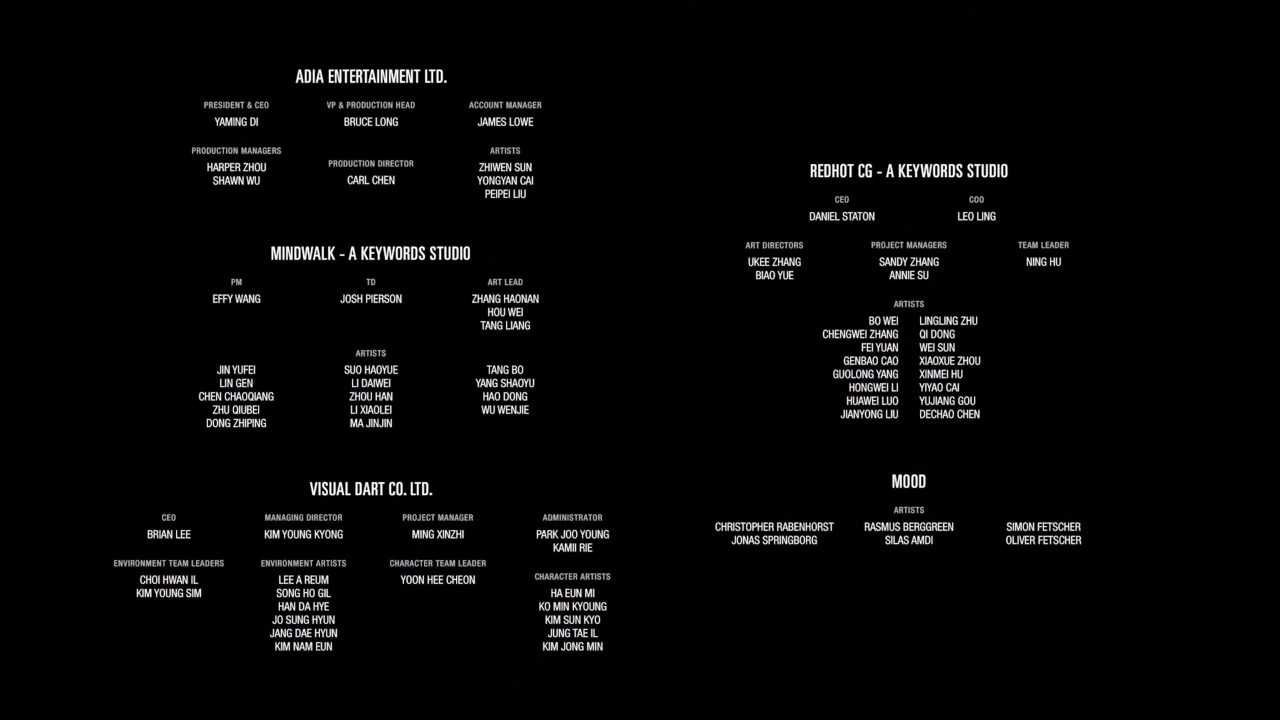 ADIA ENTERTAINMENT LTD.
PRESIDENT & CEO
YAMING DI
VP & PRODUCTION HEAD
BRUCE LONG
ACCOUNT MANAGER
JAMES LOWE
PRODUCTION MANAGERS
HARPER ZHOU
SHAWN WU
PRODUCTION DIRECTOR
CARL CHEN
ARTISTS
ZHIWEN SUN
YONGYAN CAI
PEIPEI LIU
MINDWALK - A KEYWORDS STUDIO
PM
EFFY WANG
TD
JOSH PIERSON
ART LEAD
ZHANG HAONAN
HOU WEI
TANG LIANG
ARTISTS
JIN YUFEI
LIN GEN
CHEN CHAOQIANG
ZHU QIUBEI
DONG ZHIPING
SUO HAOYUE
LI DAIWEI
ZHOU HAN
LI XIAOLEI
MA JINJIN
TANG BO
YANG SHAOYU
HAO DONG
WU WENJIE
VISUAL DART CO. LTD.
CEO
BRIAN LEE
MANAGING DIRECTOR
KIM YOUNG KYONG
PROJECT MANAGER
MING XINZHI
ADMINISTRATOR
PARK JOO YOUNG
KAMII RIE
ENVIRONMENT TEAM LEADERS
CHOI HWAN IL
KIM YOUNG SIM
ENVIRONMENT ARTISTS
LEE A REUM
SONG HO GIL
HAN DA HYE
JO SUNG HYUN
JANG DAE HYUN
KIM NAM EUN
CHARACTER TEAM LEADER
YOON HEE CHEON
CHARACTER ARTISTS
HA EUN MI
KO MIN KYOUNG
KIM SUN KYO
JUNG TAE IL
KIM JONG MIN
REDHOT CG - A KEYWORDS STUDIO
CEO
DANIEL STATON
COO
LEO LING
ART DIRECTORS
UKEE ZHANG
BIAO YUE
PROJECT MANAGERS
SANDY ZHANG
ANNIE SU
TEAM LEADER
NING HU
ARTISTS
BO WEI
CHENGWEI ZHANG
FEI YUAN
GENBAO CAO
GUOLONG YANG
HONGWEI LI
HUAWEI LUO
JIANYONG LIU
LINGLING ZHU
QI DONG
WEI SUN
XIAOXUE ZHOU
XINMEI HU
YIYAO CAI
YUJIANG GOU
DECHAO CHEN
MOOD
ARTISTS
CHRISTOPHER RABENHORST
JONAS SPRINGBORG
RASMUS BERGGREEN
SILAS AMDI
SIMON FETSCHER
OLIVER FETSCHER